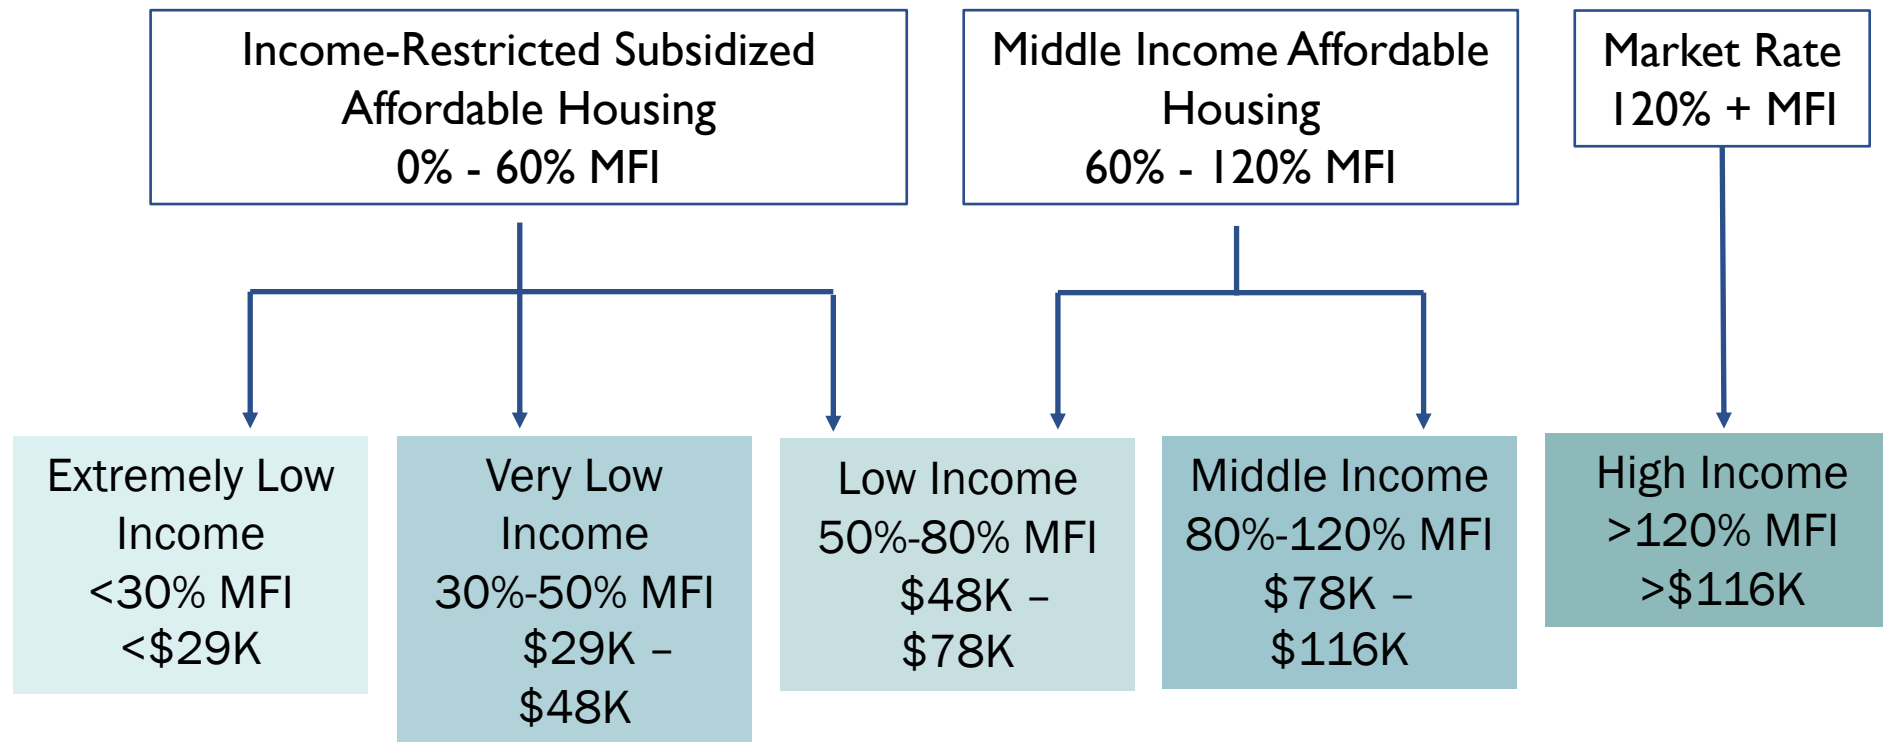 Income-Restricted Subsidized
Affordable Housing
0% - 60% MFI
Middle Income Affordable
Housing
60% - 120% MFI
Market Rate
120% + MFI
Extremely Low
Income
<30% MFI
<$29K
Very Low
Income
30%-50% MFI
$29K –
$48K
Low Income
50%-80% MFI
$48K –
$78K
Middle Income
80%-120% MFI
$78K –
$116K
High Income
>120% MFI
>$116K